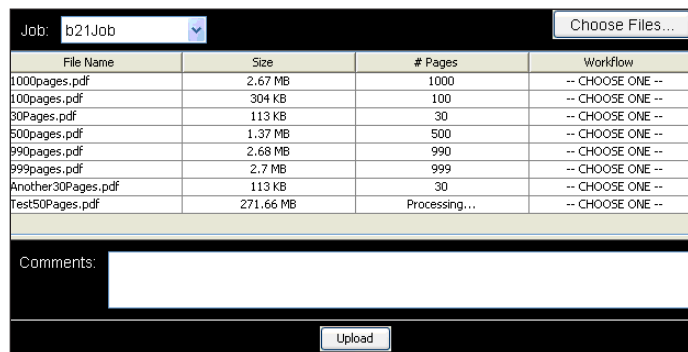 Job: b21Job Choose Files...
File Name Size # Pages Workflow
1000pages.pdf 2.67 MB 1000 -- CHOOSE ONE --
100pages.pdf 304 KB 100 -- CHOOSE ONE --
30Pages.pdf 113 KB 30 -- CHOOSE ONE --
500pages.pdf 1.37 MB 500 -- CHOOSE ONE --
990pages.pdf 2.68 MB 990 -- CHOOSE ONE --
999pages.pdf 2.7 MB 999 -- CHOOSE ONE --
Another30Pages.pdf 113 KB 30 -- CHOOSE ONE --
Test50Pages.pdf 271.66 MB Processing... -- CHOOSE ONE --
Comments:
Upload